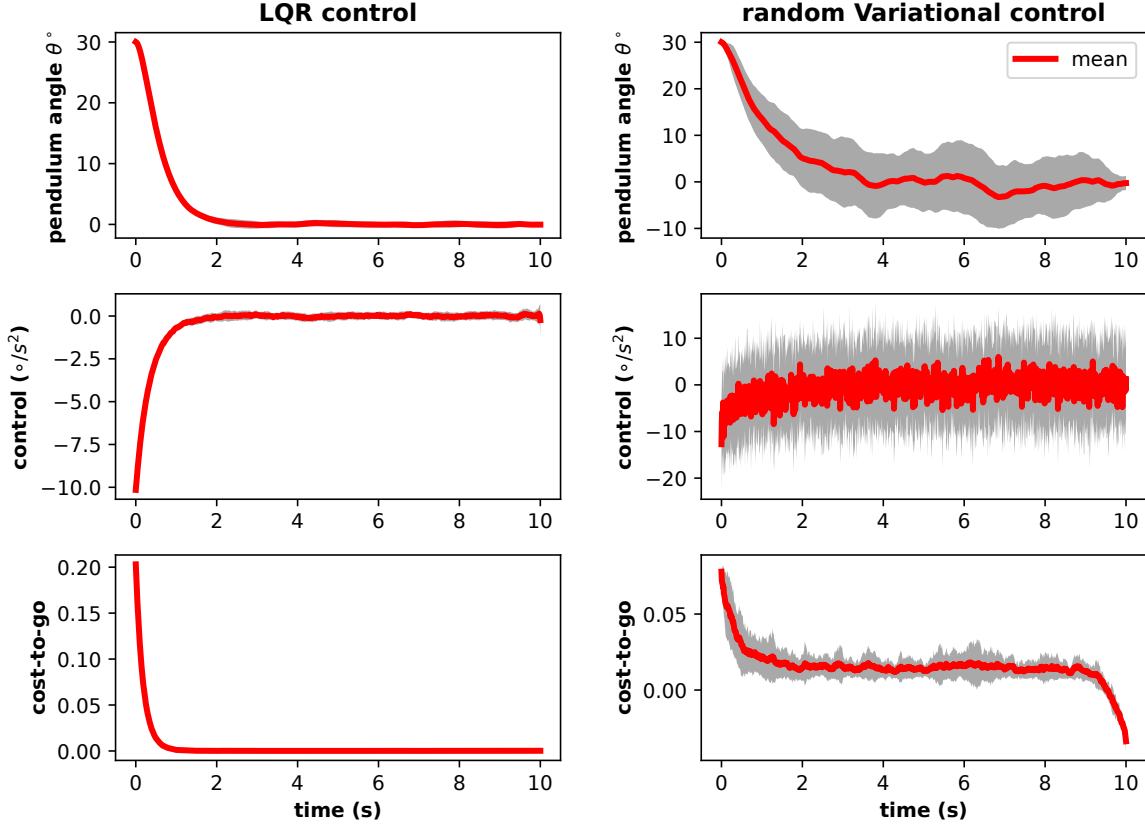 LQR control
random Variational control
pendulum angle θ°
30
20
10
0
0 2 4 6 8 10
pendulum angle θ°
30
20
10
0
−10
0 2 4 6 8 10
mean
control (∘/s²)
0.0
−2.5
−5.0
−7.5
−10.0
0 2 4 6 8 10
control (∘/s²)
10
0
−10
−20
0 2 4 6 8 10
cost-to-go
0.20
0.15
0.10
0.05
0.00
0 2 4 6 8 10
time (s)
cost-to-go
0.05
0.00
0 2 4 6 8 10
time (s)